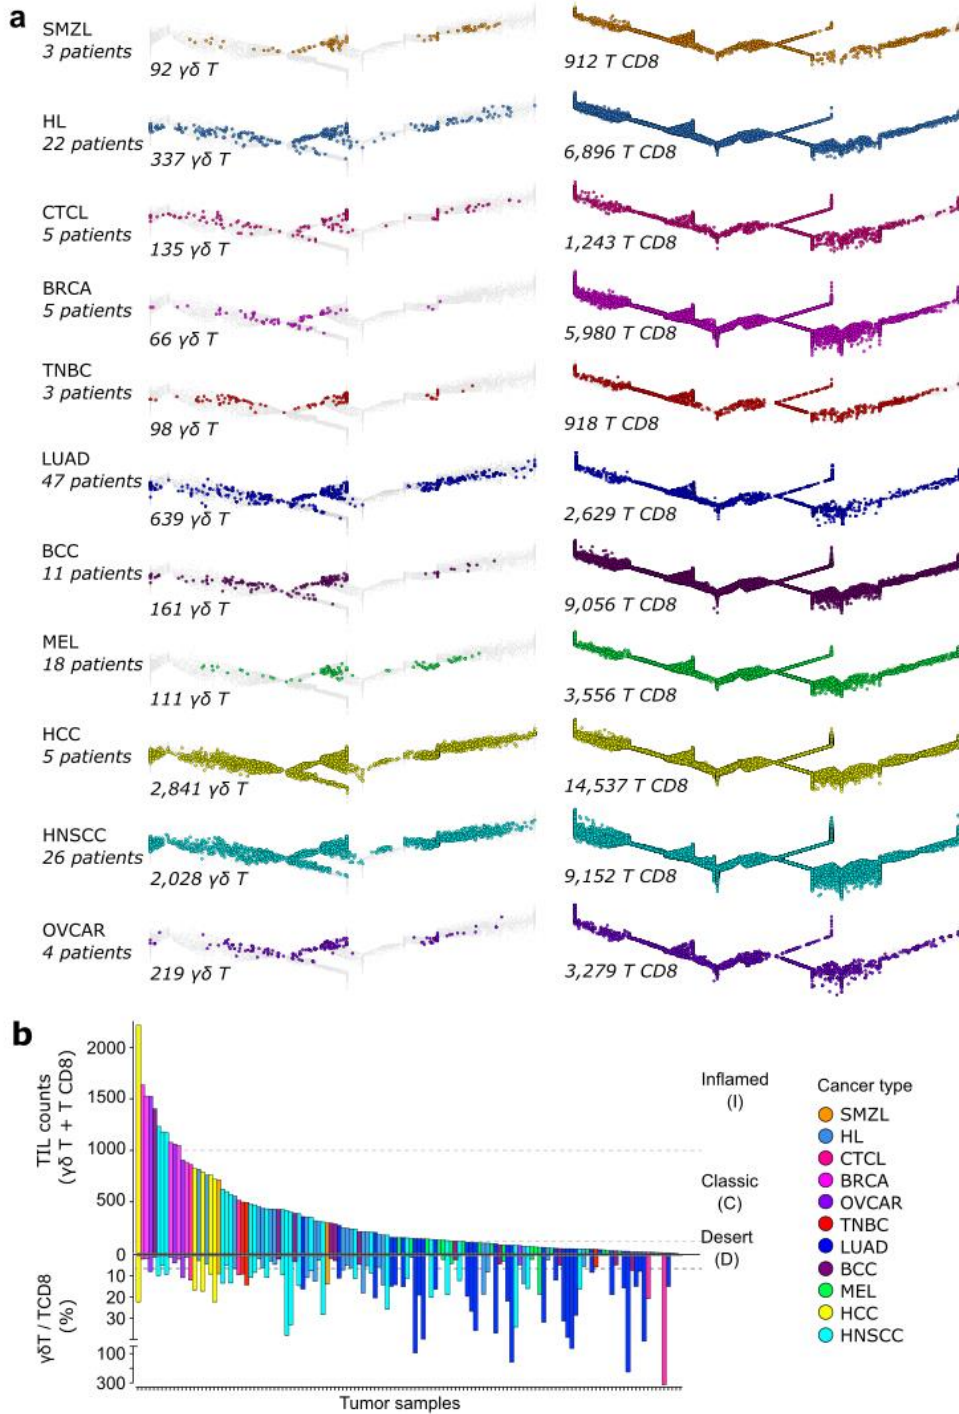 a
SMZL
3 patients
92 γδ T
912 T CD8
HL
22 patients
337 γδ T
6,896 T CD8
CTCL
5 patients
135 γδ T
1,243 T CD8
BRCA
5 patients
66 γδ T
5,980 T CD8
TNBC
3 patients
98 γδ T
918 T CD8
LUAD
47 patients
639 γδ T
2,629 T CD8
BCC
11 patients
161 γδ T
9,056 T CD8
MEL
18 patients
111 γδ T
3,556 T CD8
HCC
5 patients
2,841 γδ T
14,537 T CD8
HNSCC
26 patients
2,028 γδ T
9,152 T CD8
OVCAR
4 patients
219 γδ T
3,279 T CD8
b
TIL counts
(γδ T + T CD8)
2000
1500
1000
500
0
10
20
30
100
300
γδT / TCD8
(%)
Tumor samples
Inflamed
(I)
Classic
(C)
Desert
(D)
Cancer type
SMZL
HL
CTCL
BRCA
OVCAR
TNBC
LUAD
BCC
MEL
HCC
HNSCC